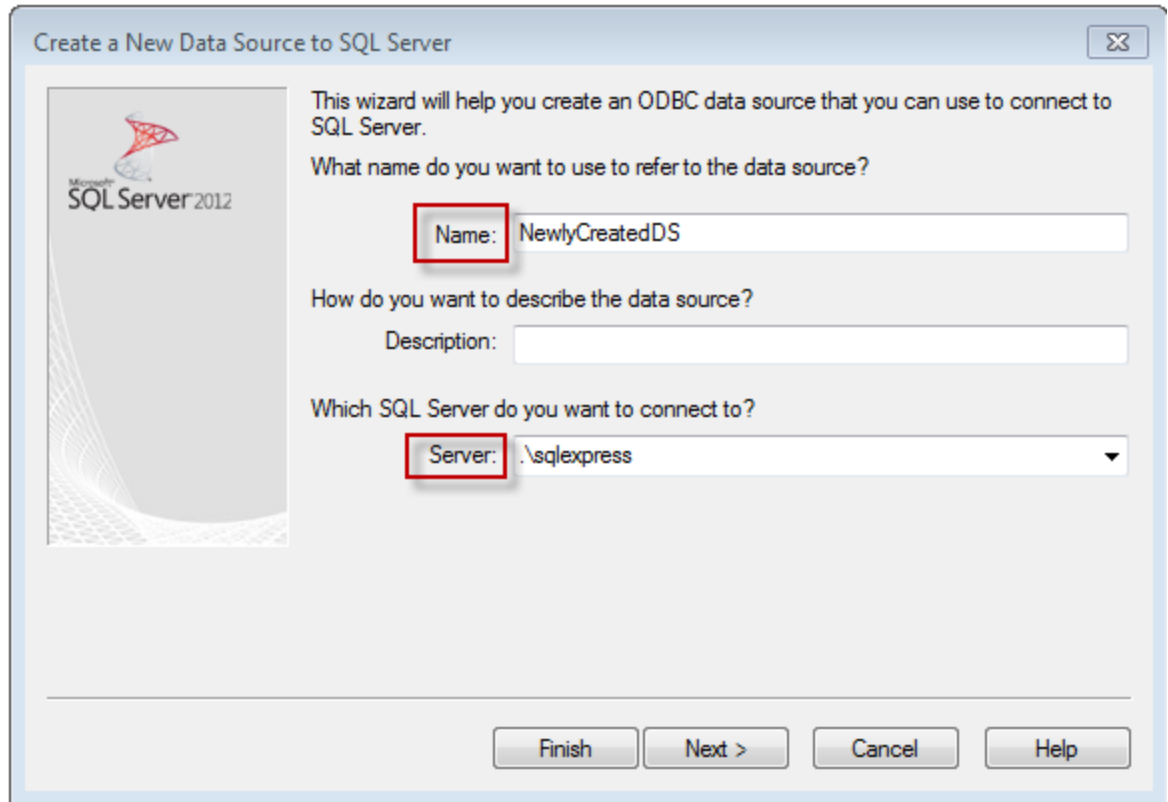 Create a New Data Source to SQL Server
This wizard will help you create an ODBC data source that you can use to connect to
SQL Server.
What name do you want to use to refer to the data source?
Microsoft
SQL Server 2012
Name: NewlyCreatedDS
How do you want to describe the data source?
Description:
Which SQL Server do you want to connect to?
Server: .\sqlexpress
Finish Next > Cancel Help